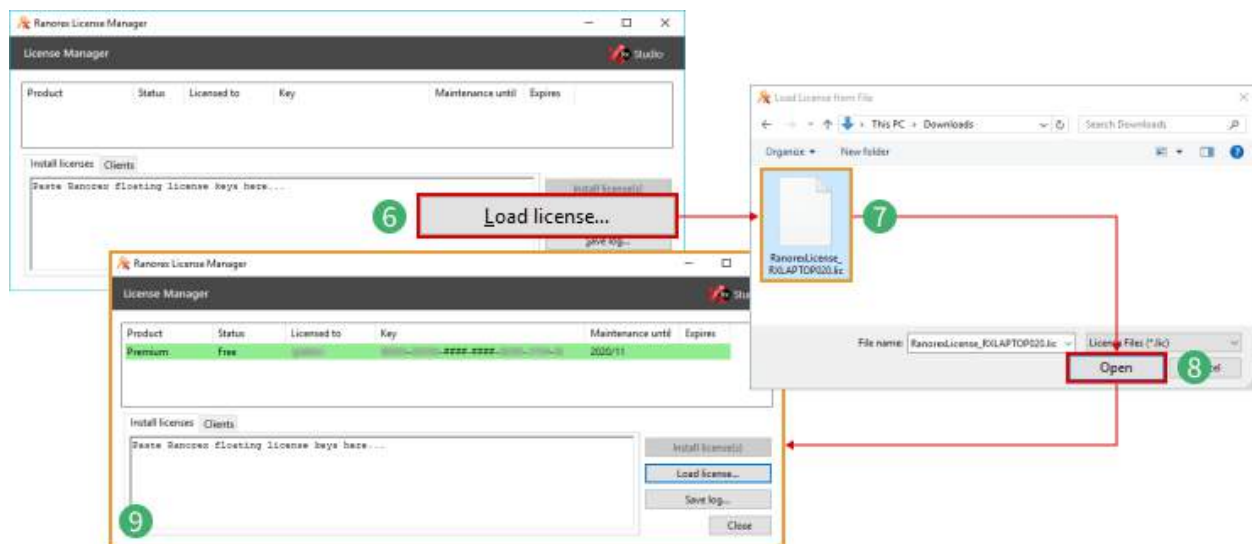 Ranorex License Manager
License Manager
Studio
Product Status Licensed to Key Maintenance until Expires
Install licenses Clients
Paste Ranorex floating license keys here...
Install license(s)
6
Load license...
Save log...
Load License from File
This PC Downloads
Search Downloads
Organize New folder
7
RanorexLicense_
RXLAPTOP020.lic
File name: RanorexLicense_RXLAPTOP020.lic License Files (*.lic)
Open
8
Ranorex License Manager
License Manager
Product Status Licensed to Key Maintenance until Expires
Premium Free ####-#### 2020/11
Install licenses Clients
Paste Ranorex floating license keys here...
Install license(s)
Load license...
Save log...
Close
9